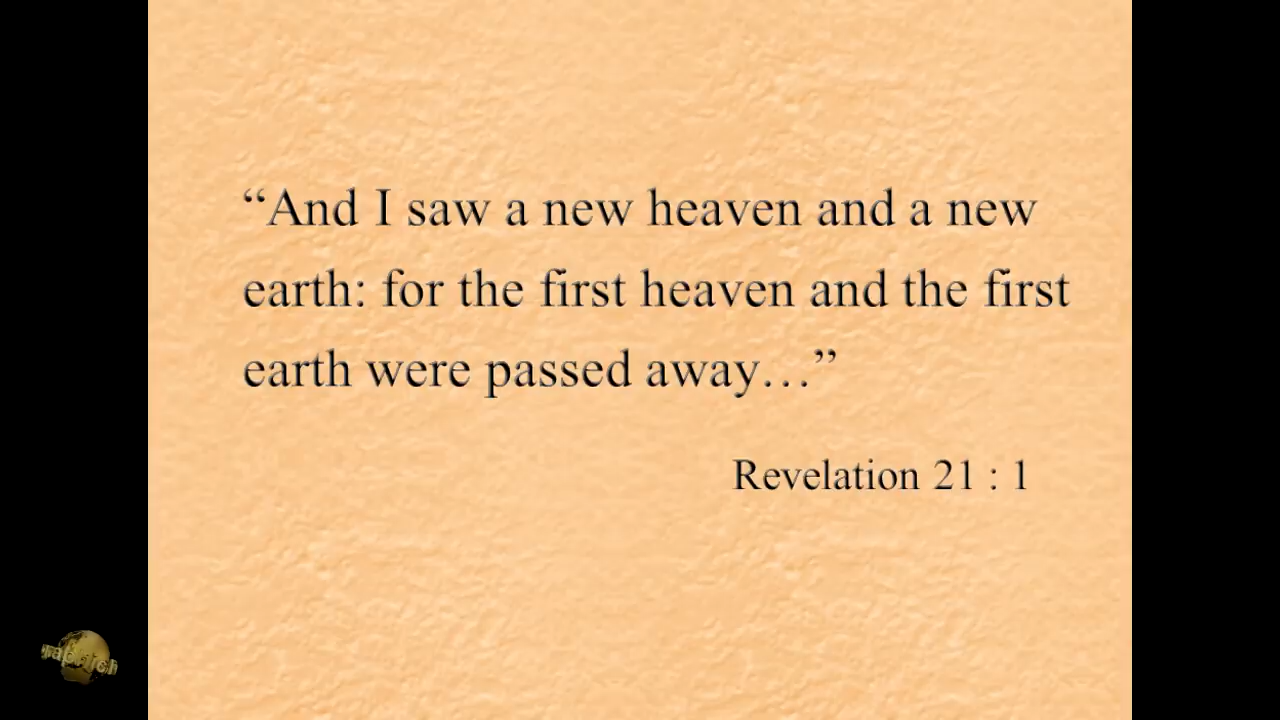 “And I saw a new heaven and a new
earth: for the first heaven and the first
earth were passed away…”
Revelation 21 : 1